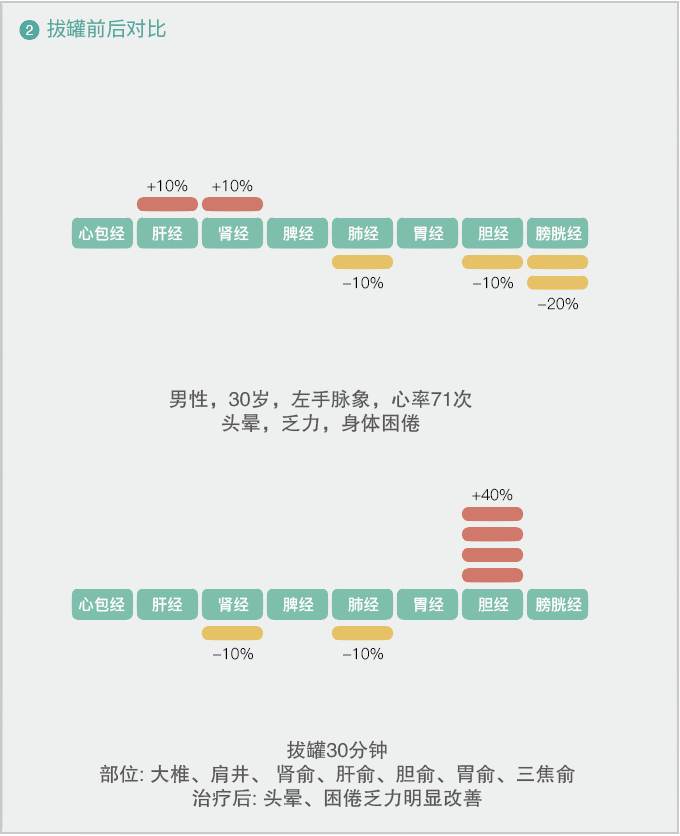 2 拔罐前后对比
+10% +10%
心包经 肝经 肾经 脾经 肺经 胃经 胆经 膀胱经
-10% -10%
-20%
男性，30岁，左手脉象，心率71次
头晕，乏力，身体困倦
+40%
心包经 肝经 肾经 脾经 肺经 胃经 胆经 膀胱经
-10% -10%
拔罐30分钟
部位: 大椎、肩井、 肾俞、肝俞、胆俞、胃俞、三焦俞
治疗后: 头晕、困倦乏力明显改善